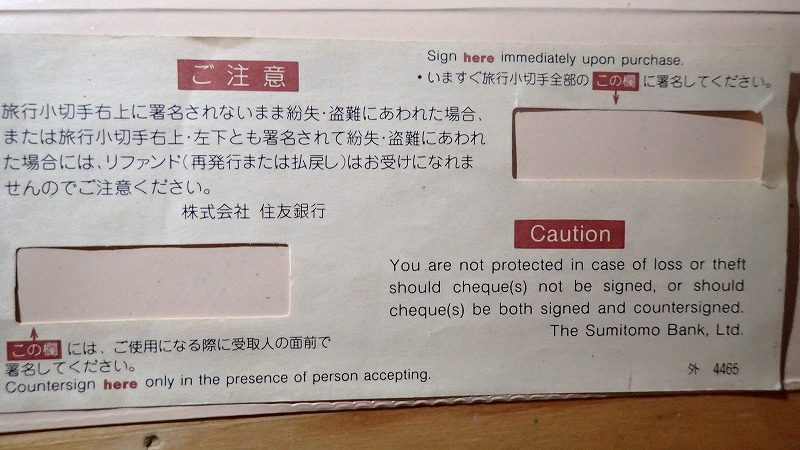 ご注意
旅行小切手右上に署名されないまま紛失・盗難にあわれた場合、
または旅行小切手右上・左下とも署名されて紛失・盗難にあわれ
た場合には、リファンド(再発行または払戻し)はお受けになれま
せんのでご注意ください。
株式会社 住友銀行
Sign here immediately upon purchase.
・いますぐ旅行小切手全部の この欄 に署名してください。
Caution
You are not protected in case of loss or theft
should cheque(s) not be signed, or should
cheque(s) be both signed and countersigned.
The Sumitomo Bank, Ltd.
この欄 には、ご使用になる際に受取人の面前で
署名してください。
Countersign here only in the presence of person accepting.
外 4465